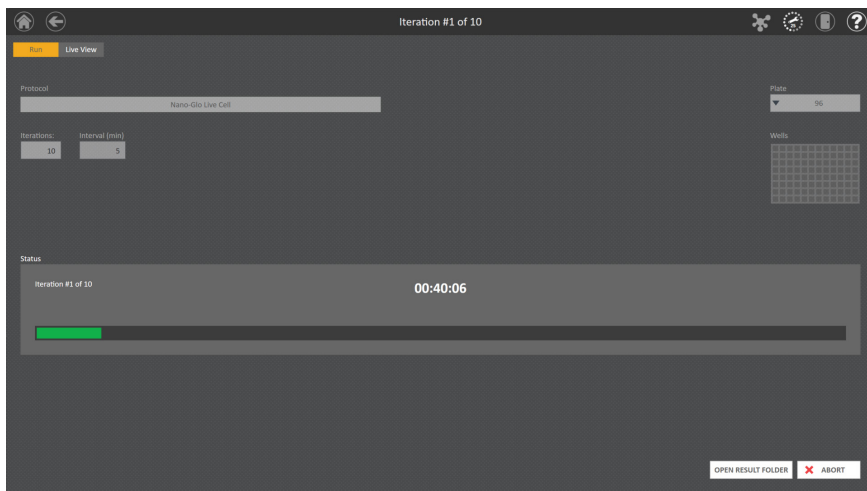 Iteration #1 of 10
25
?
Run
Live View
Protocol
Plate
Nano-Glo Live Cell
96
Iterations:
Interval (min)
Wells
10
5
Status
Iteration #1 of 10
00:40:06
OPEN RESULT FOLDER
ABORT